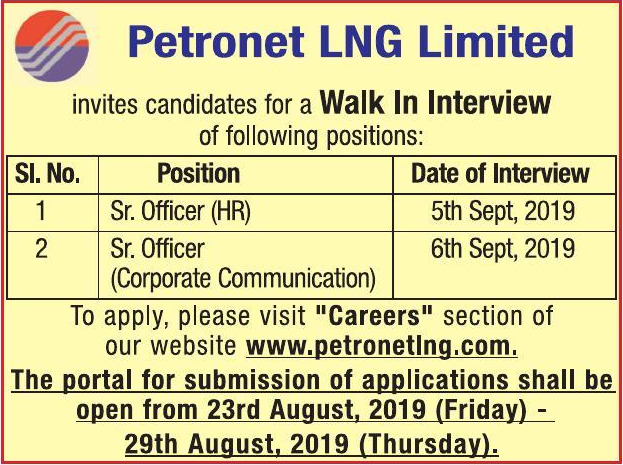 Petronet LNG Limited
invites candidates for a Walk In Interview
of following positions:
Sl. No. Position Date of Interview
1 Sr. Officer (HR) 5th Sept, 2019
2 Sr. Officer 6th Sept, 2019
(Corporate Communication)
To apply, please visit "Careers" section of
our website www.petronetlng.com.
The portal for submission of applications shall be
open from 23rd August, 2019 (Friday) -
29th August, 2019 (Thursday).